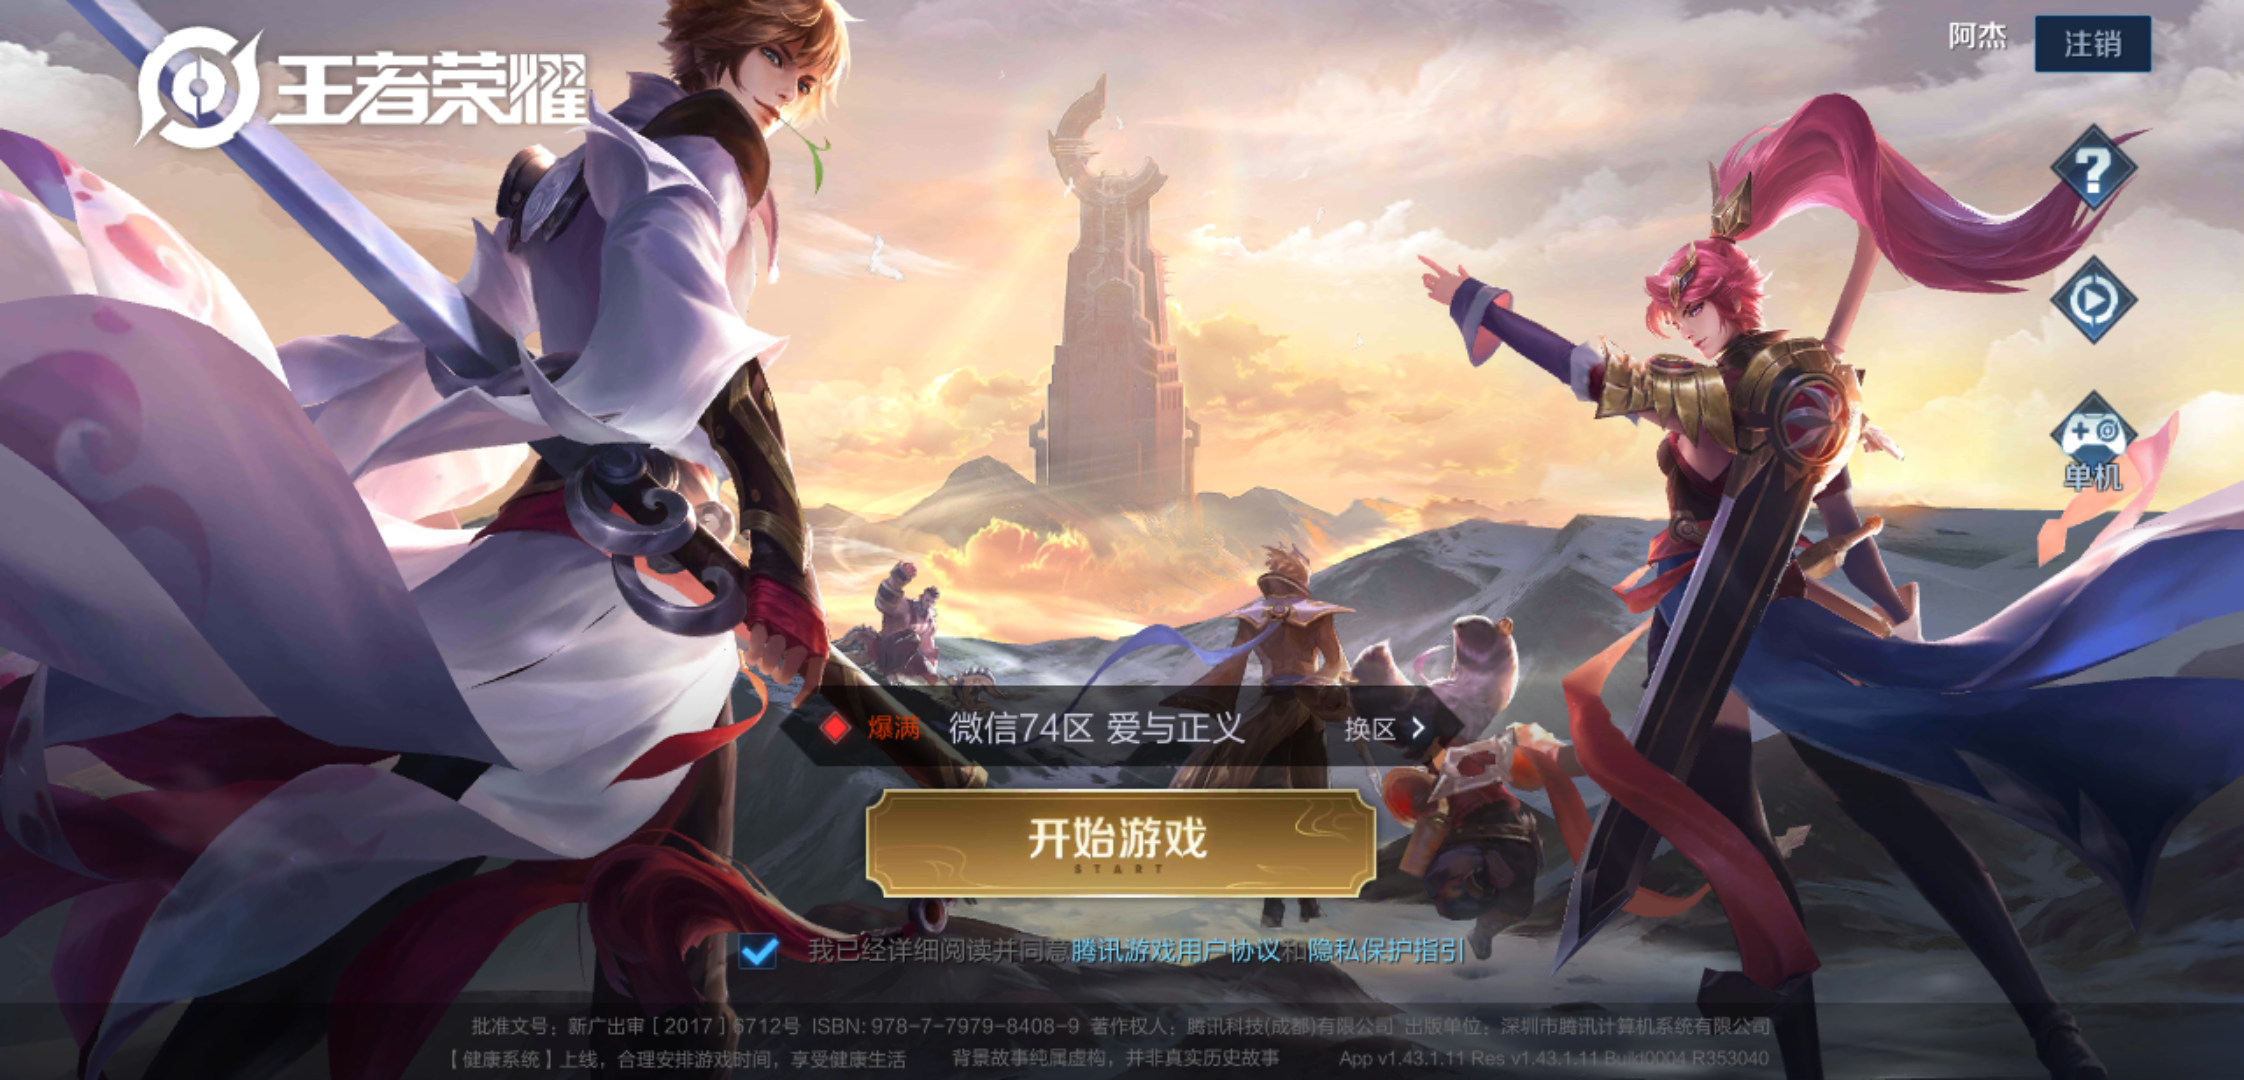 王者荣耀
阿杰 注销
单机
爆满 微信74区 爱与正义 换区
开始游戏
START
我已经详细阅读并同意腾讯游戏用户协议和隐私保护指引
批准文号：新广出审[2017]6712号 ISBN: 978-7-7979-8408-9 著作权人：腾讯科技(成都)有限公司 出版单位：深圳市腾讯计算机系统有限公司
【健康系统】上线，合理安排游戏时间，享受健康生活 背景故事纯属虚构，并非真实历史故事 App v1.43.1.11 Res v1.43.1.11 Build0004 R353040